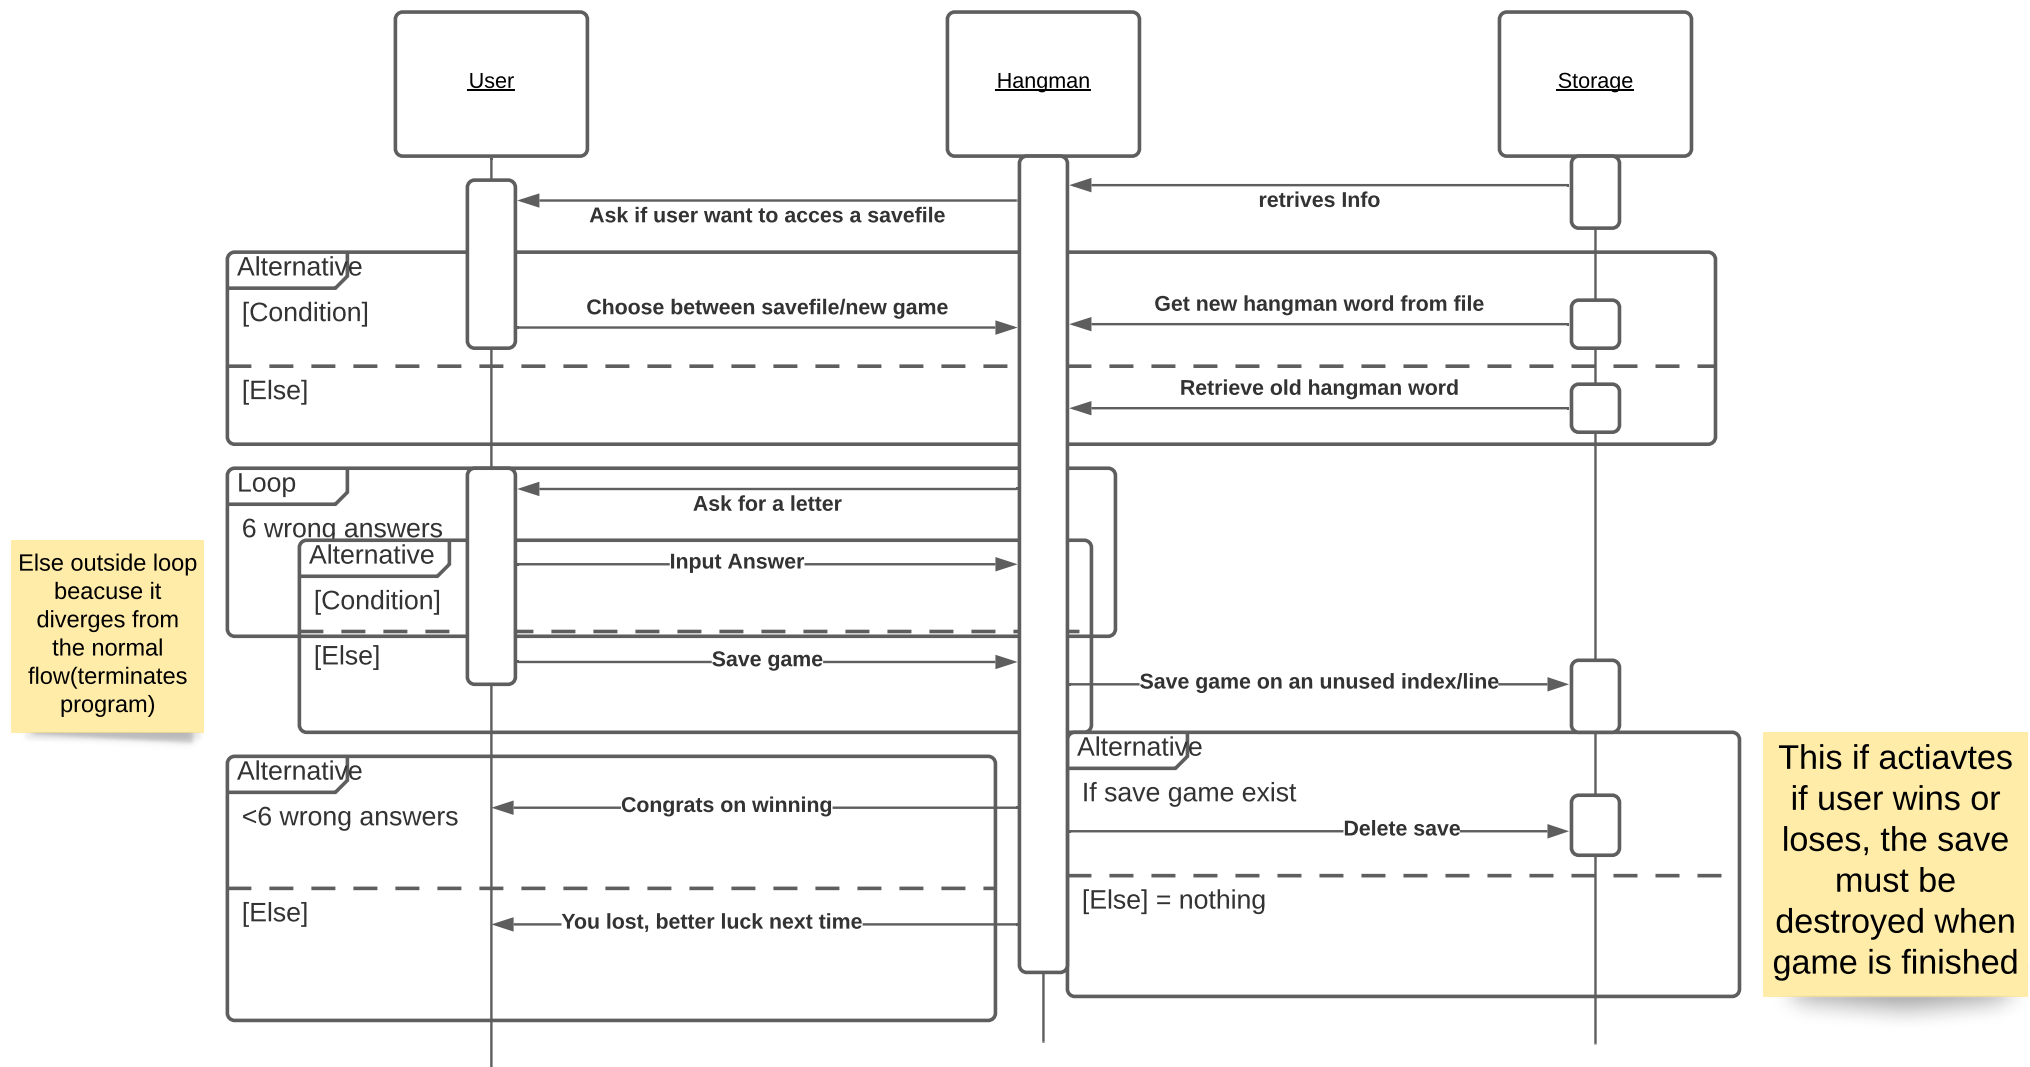 User
Hangman
Storage
retrives Info
Ask if user want to acces a savefile
Alternative
[Condition]
Choose between savefile/new game
Get new hangman word from file
[Else]
Retrieve old hangman word
Loop
6 wrong answers
Ask for a letter
Alternative
[Condition]
Input Answer
[Else]
Save game
Save game on an unused index/line
Else outside loop
beacuse it
diverges from
the normal
flow(terminates
program)
Alternative
<6 wrong answers
Congrats on winning
[Else]
You lost, better luck next time
Alternative
If save game exist
Delete save
[Else] = nothing
This if actiavtes
if user wins or
loses, the save
must be
destroyed when
game is finished